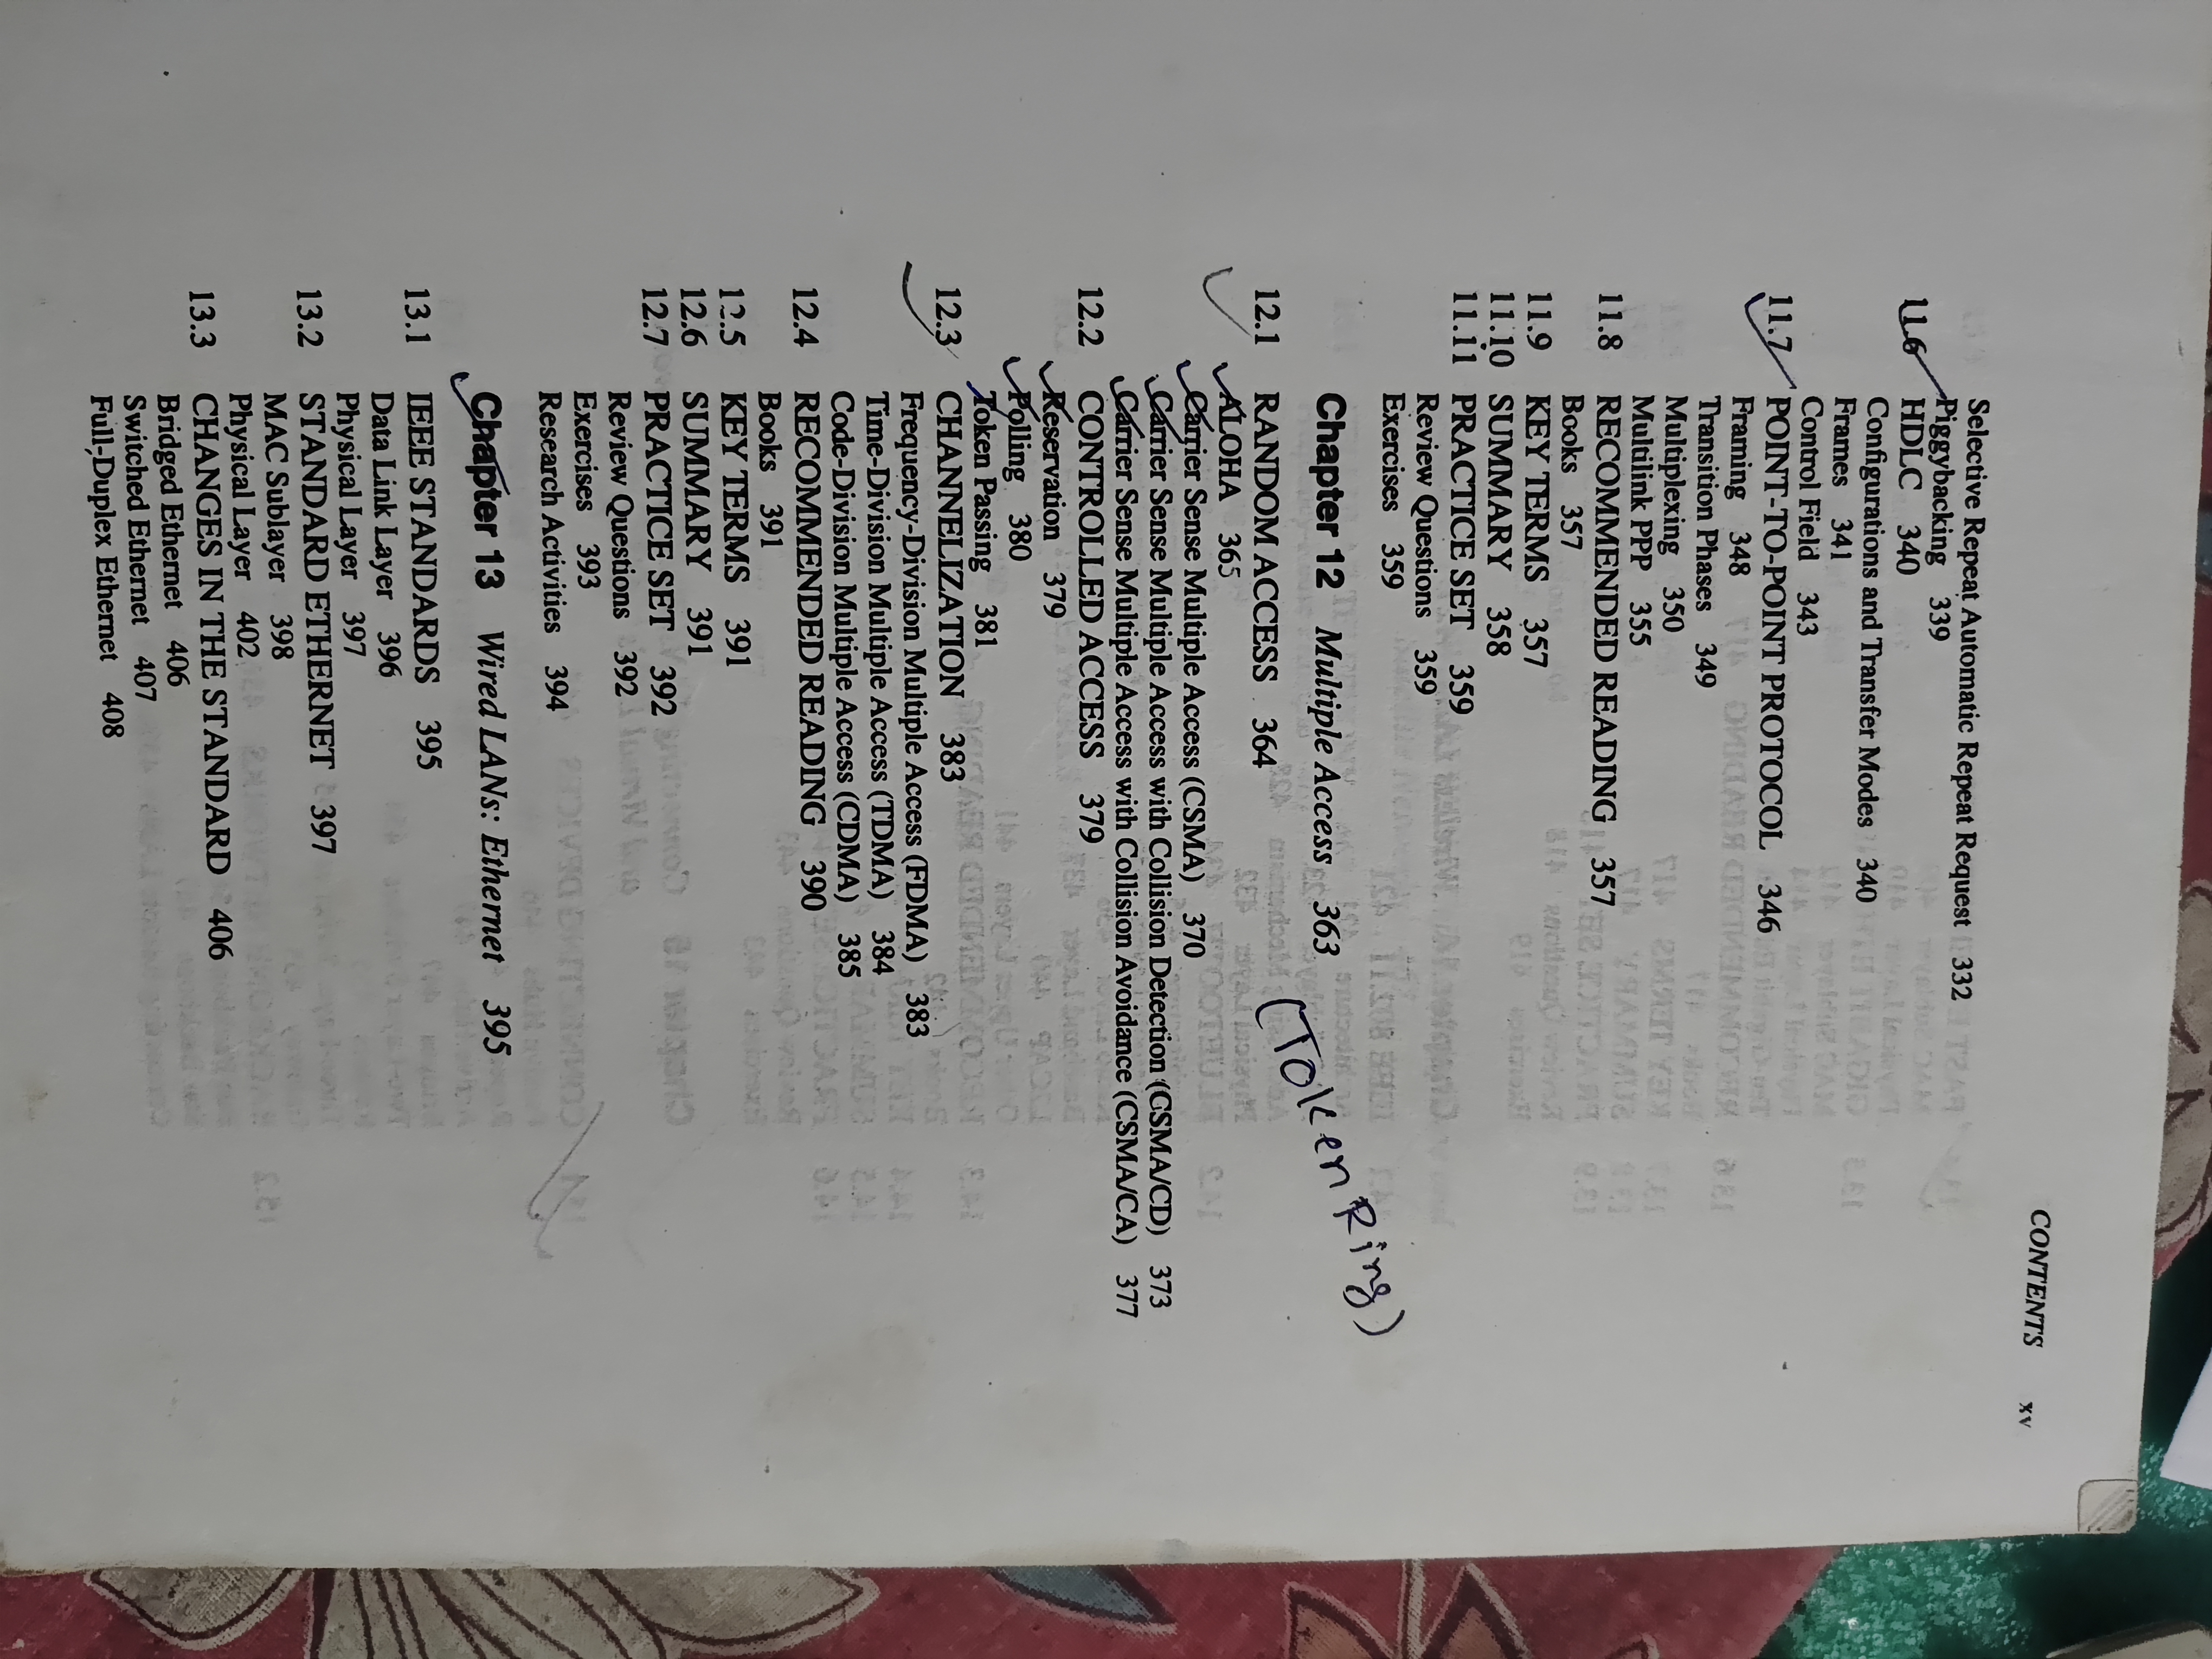 CONTENTS xv
Selective Repeat Automatic Repeat Request 332
Piggybacking 339
11.6 HDLC 340
Configurations and Transfer Modes 340
Frames 341
Control Field 343
11.7 POINT-TO-POINT PROTOCOL 346
Framing 348
Transition Phases 349
Multiplexing 350
Multilink PPP 355
11.8 RECOMMENDED READING 357
Books 357
11.9 KEY TERMS 357
11.10 SUMMARY 358
11.11 PRACTICE SET 359
Review Questions 359
Exercises 359
(Token Ring)
Chapter 12 Multiple Access 363
12.1 RANDOM ACCESS 364
ALOHA 365
Carrier Sense Multiple Access (CSMA) 370
Carrier Sense Multiple Access with Collision Detection (CSMA/CD) 373
Carrier Sense Multiple Access with Collision Avoidance (CSMA/CA) 377
12.2 CONTROLLED ACCESS 379
Reservation 379
Polling 380
Token Passing 381
12.3 CHANNELIZATION 383
Frequency-Division Multiple Access (FDMA) 383
Time-Division Multiple Access (TDMA) 384
Code-Division Multiple Access (CDMA) 385
12.4 RECOMMENDED READING 390
Books 391
12.5 KEY TERMS 391
12.6 SUMMARY 391
12.7 PRACTICE SET 392
Review Questions 392
Exercises 393
Research Activities 394
Chapter 13 Wired LANs: Ethernet 395
13.1 IEEE STANDARDS 395
Data Link Layer 396
Physical Layer 397
13.2 STANDARD ETHERNET 397
MAC Sublayer 398
Physical Layer 402
13.3 CHANGES IN THE STANDARD 406
Bridged Ethernet 406
Switched Ethernet 407
Full-Duplex Ethernet 408